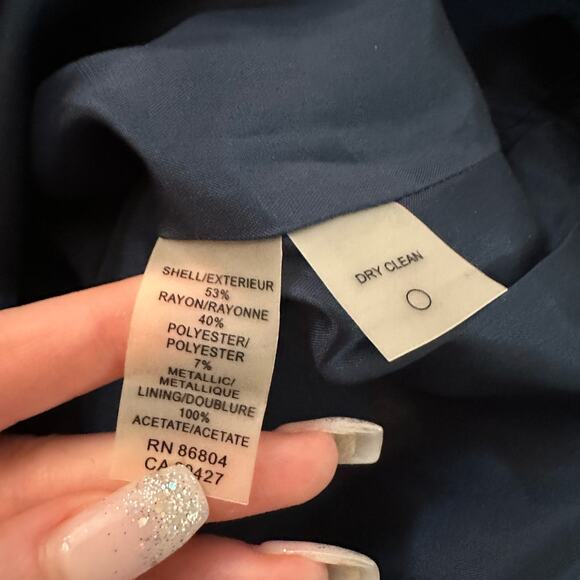 SHELL/EXTERIEUR
53%
RAYON/RAYONNE
40%
POLYESTER/
POLYESTER
7%
METALLIC/
METALLIQUE
LINING/DOUBLURE
100%
ACETATE/ACETATE
RN 86804
CA
DRY CLEAN